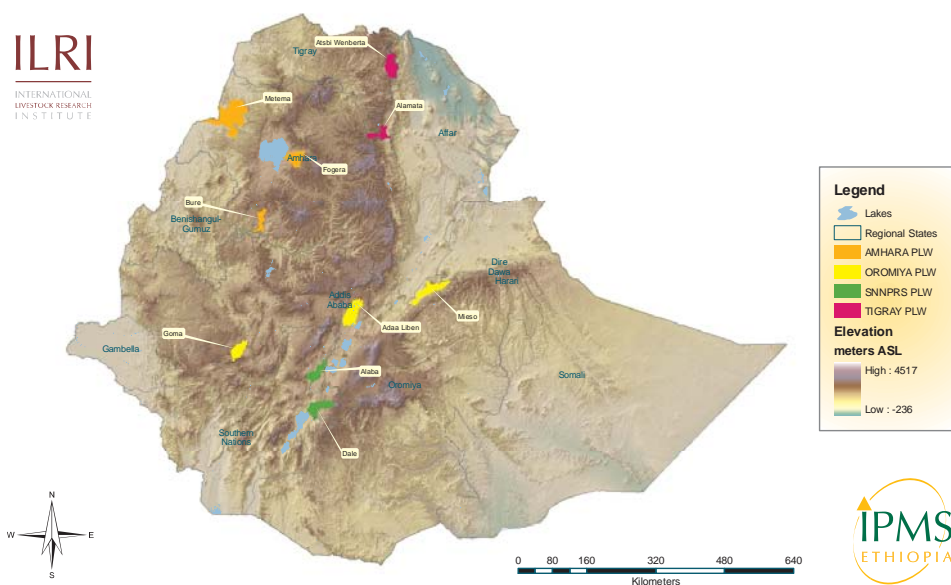 ILRI
INTERNATIONAL
LIVESTOCK RESEARCH
INSTITUTE
Tigray
Atsbi Wenberta
Metema
Alamata
Affar
Amhara
Fogera
Bure
Benishangul-
Gumuz
Dire
Dawa
Harari
Addis
Ababa
Mieso
Adaa Liben
Goma
Gambella
Alaba
Oromiya
Somali
Southern
Nations
Dale
Legend
Lakes
Regional States
AMHARA PLW
OROMIYA PLW
SNNPRS PLW
TIGRAY PLW
Elevation
meters ASL
High : 4517
Low : -236
N
W E
S
0 80 160 320 480 640
Kilometers
IPMS
ETHIOPIA